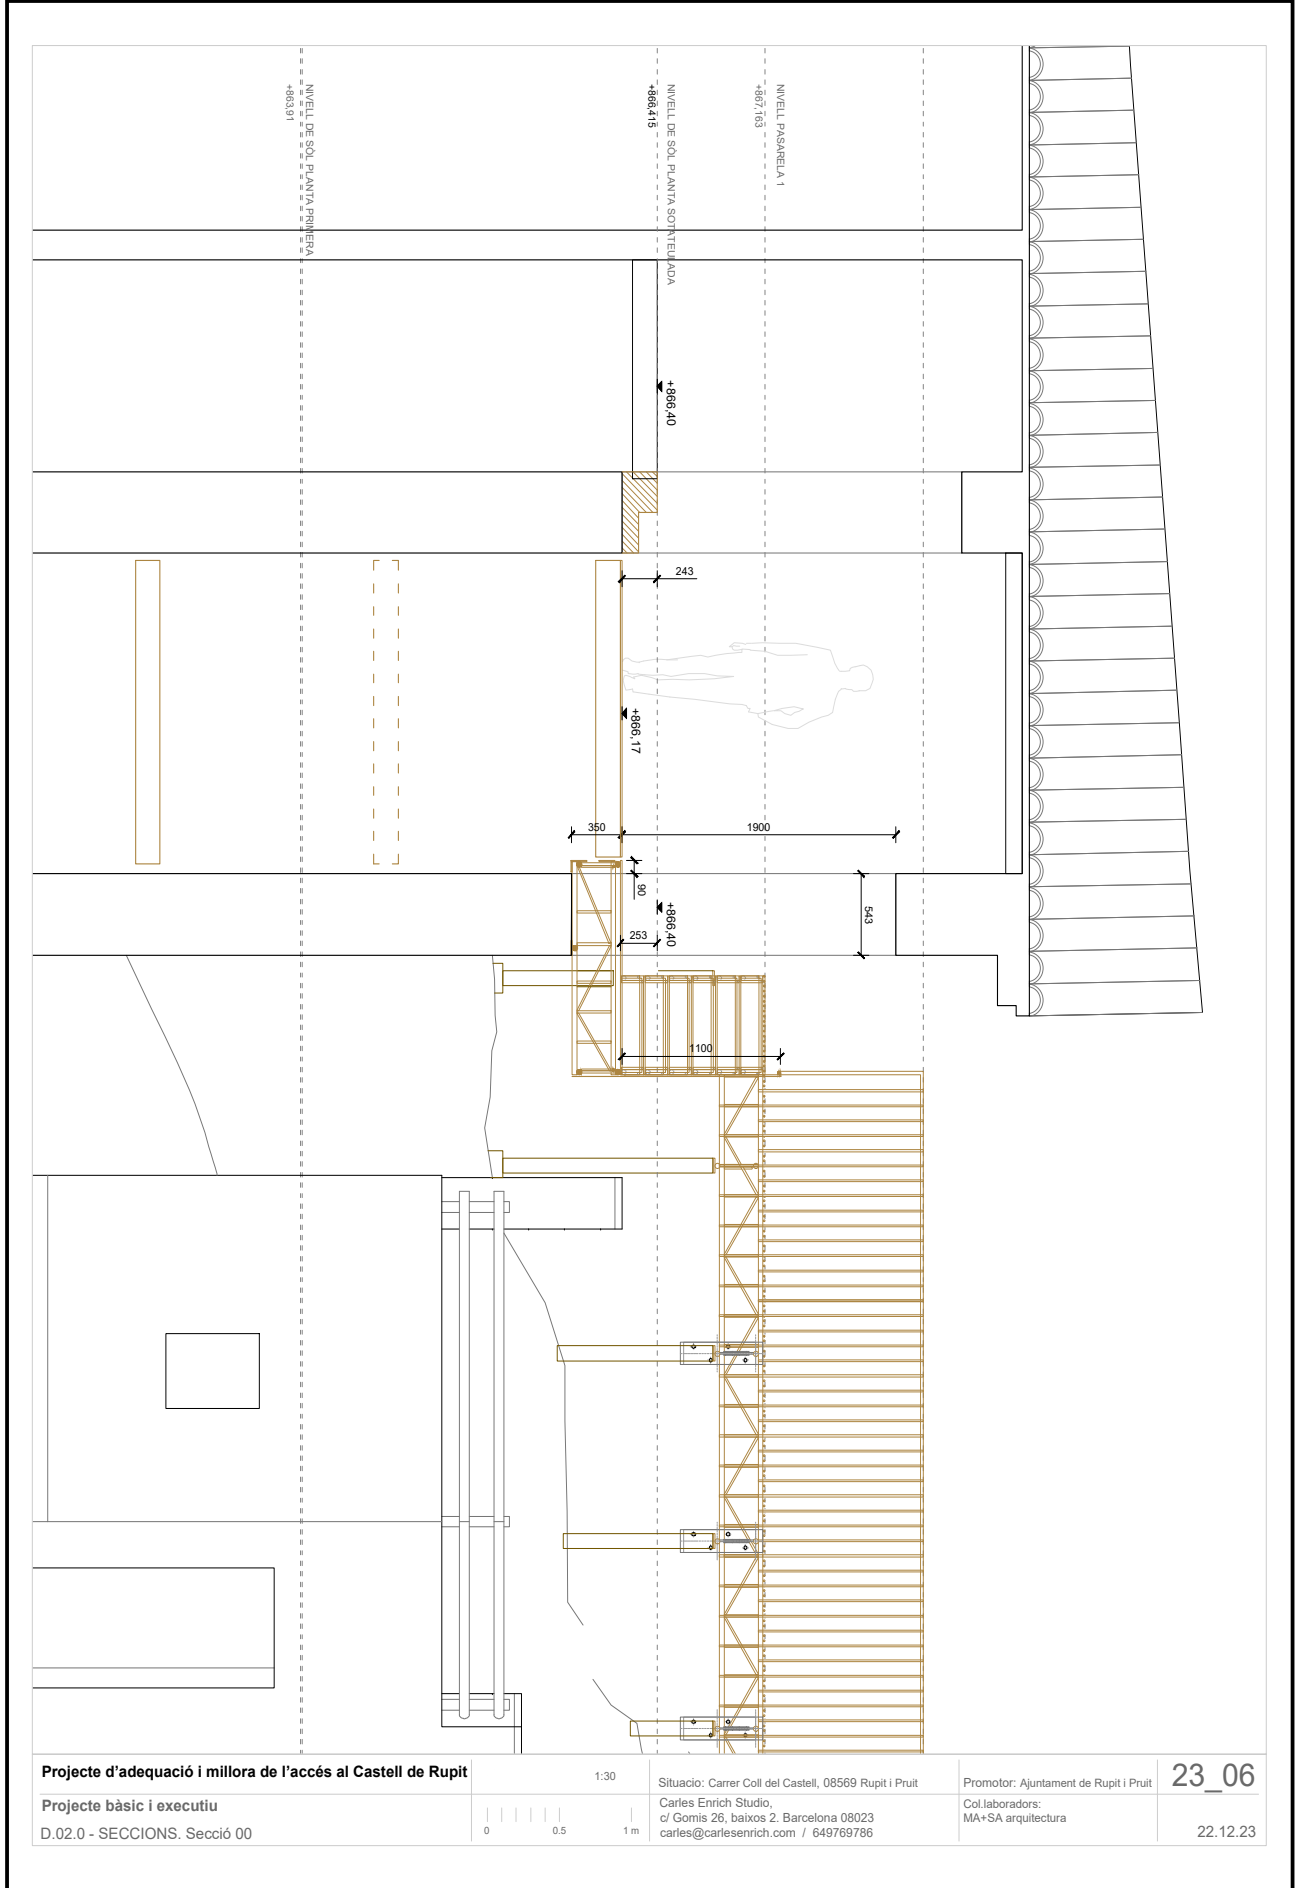 NIVELL DE SÒL PLANTA PRIMERA
+863,91
NIVELL DE SÒL PLANTA SOTATEULADA
+866,415
NIVELL PASARELA 1
+867,163
+866,40
243
+866,17
350
1900
90
+866,40
253
543
1100
Projecte d’adequació i millora de l’accés al Castell de Rupit
Projecte bàsic i executiu
D.02.0 - SECCIONS. Secció 00
1:30
0 0.5 1 m
Situacio: Carrer Coll del Castell, 08569 Rupit i Pruit
Carles Enrich Studio,
c/ Gomis 26, baixos 2. Barcelona 08023
carles@carlesenrich.com / 649769786
Promotor: Ajuntament de Rupit i Pruit
Col.laboradors:
MA+SA arquitectura
23_06
22.12.23